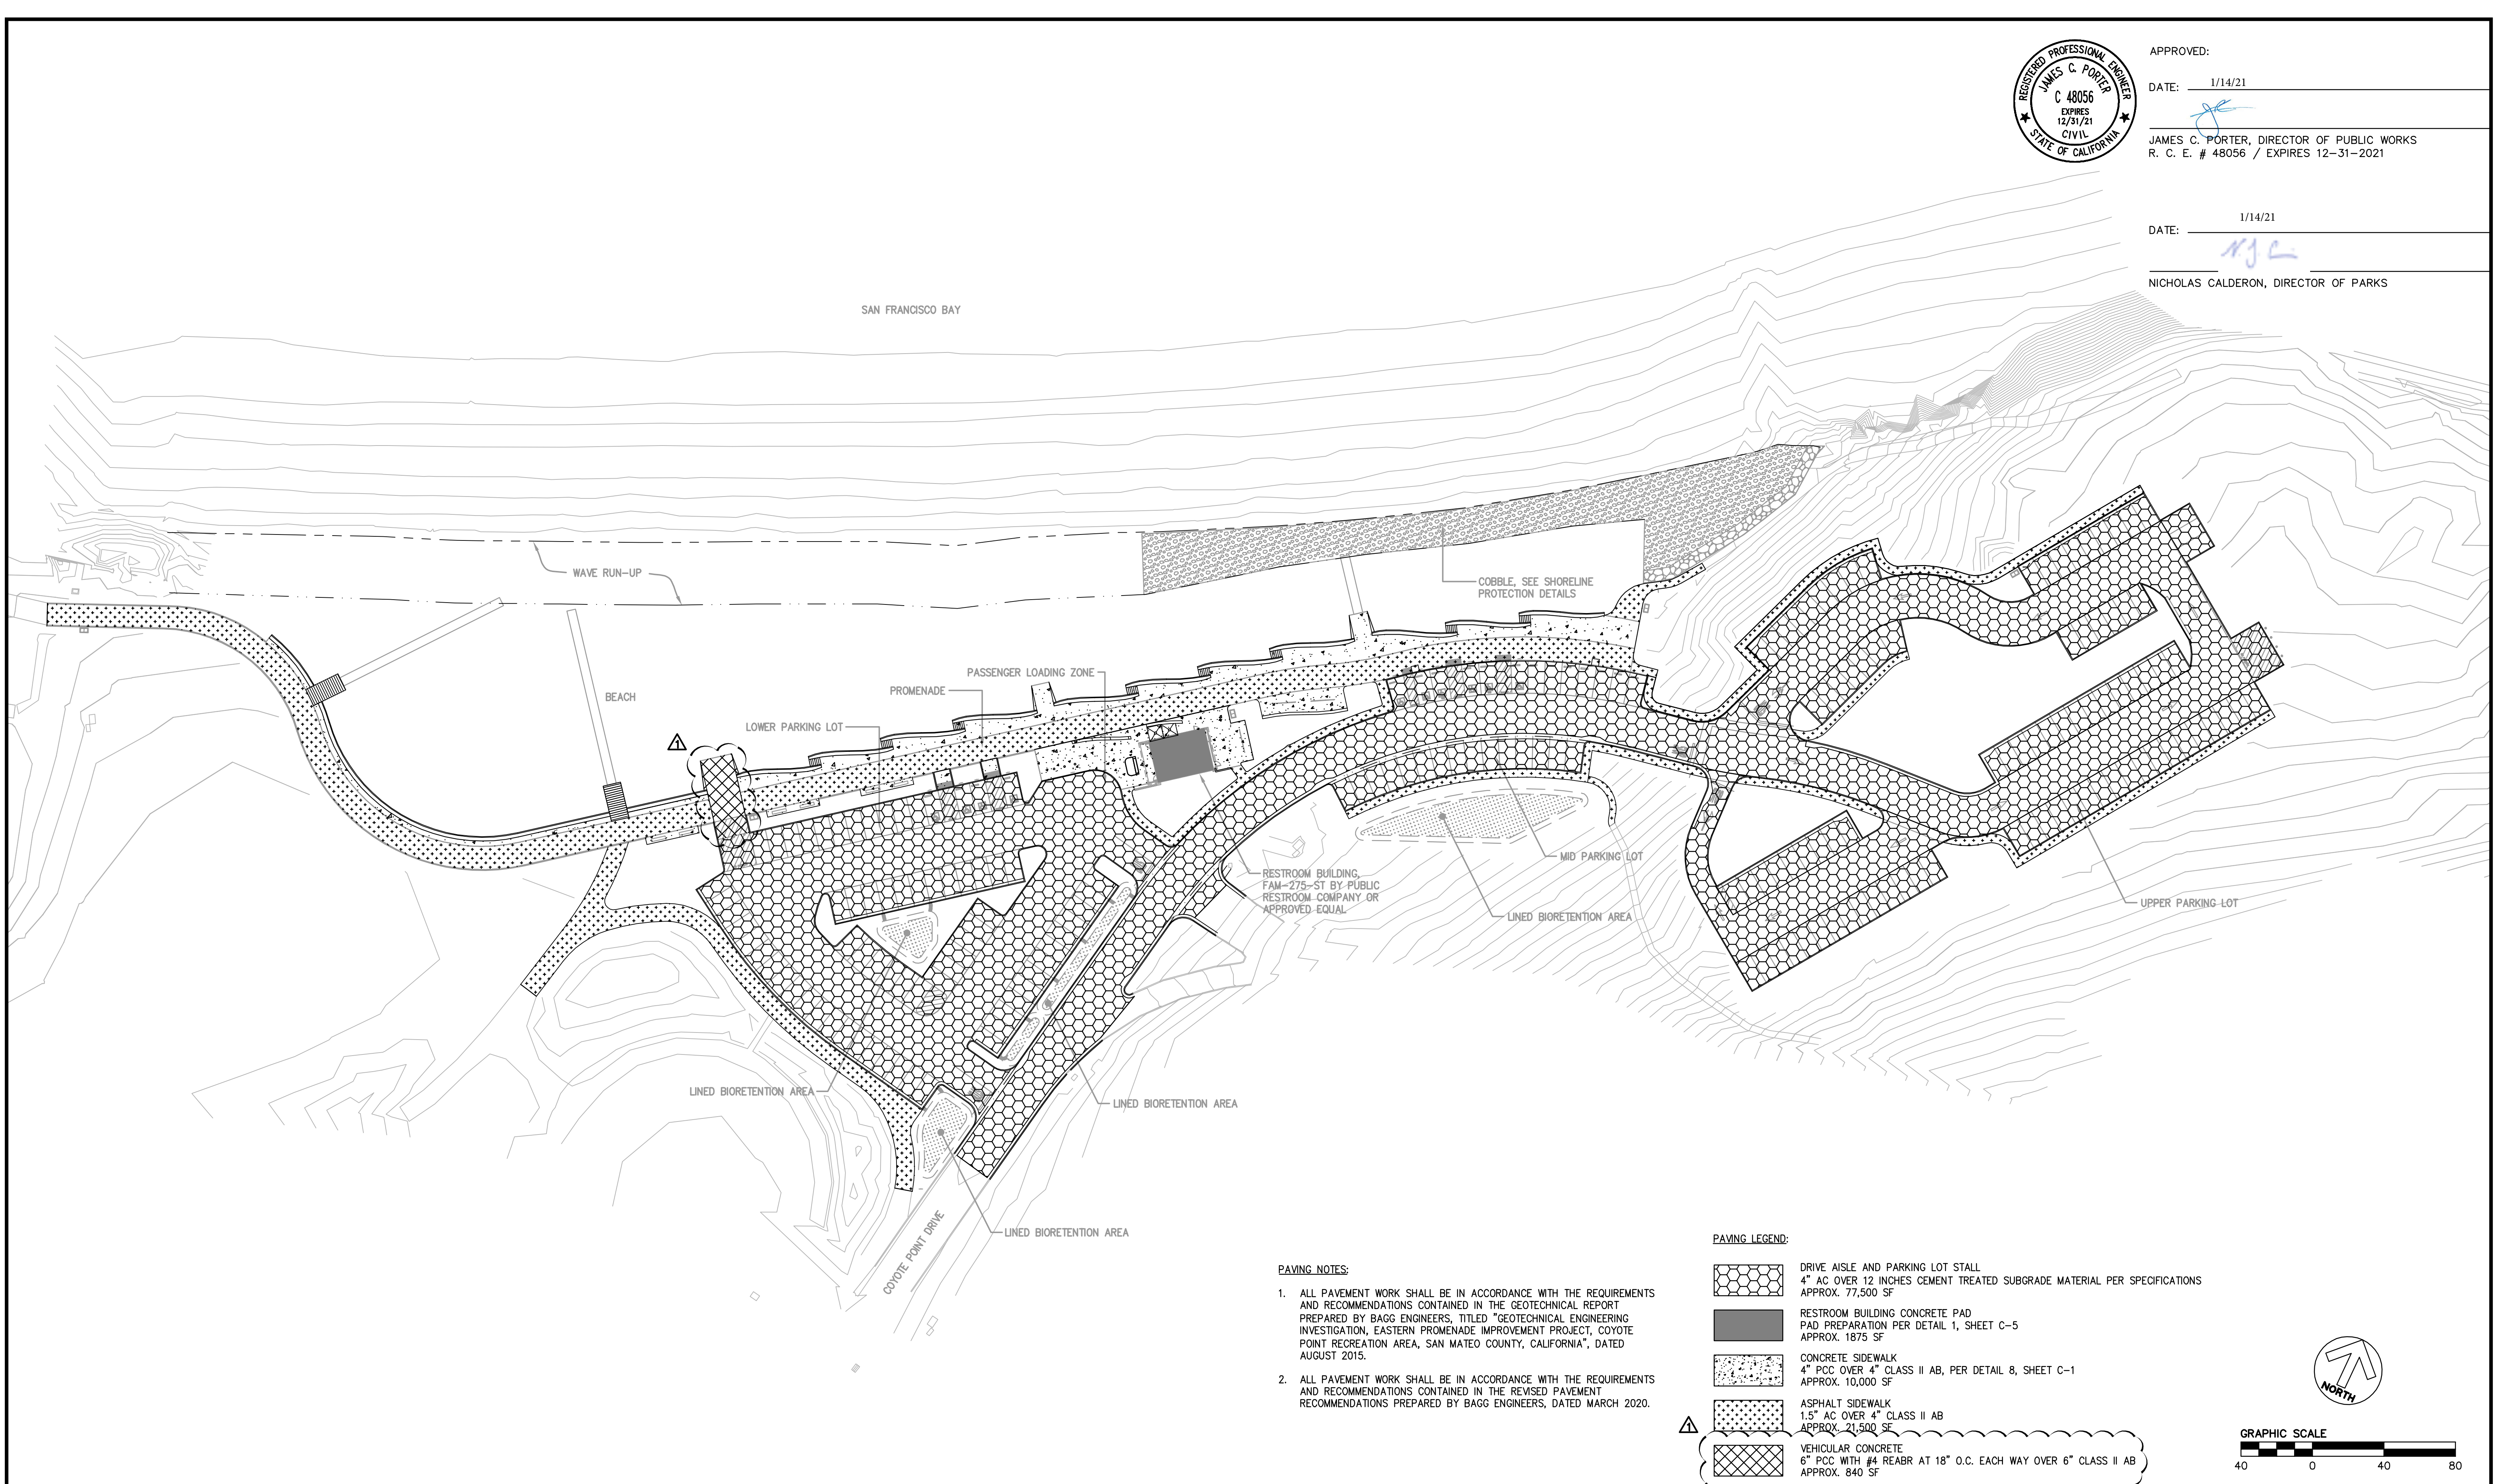 REGISTERED PROFESSIONAL ENGINEER
JAMES C. PORTER
C 48056
EXPIRES
12/31/21
CIVIL
STATE OF CALIFORNIA
APPROVED:
DATE: 1/14/21
JAMES C. PORTER, DIRECTOR OF PUBLIC WORKS
R. C. E. # 48056 / EXPIRES 12-31-2021
1/14/21
DATE:
NICHOLAS CALDERON, DIRECTOR OF PARKS
SAN FRANCISCO BAY
WAVE RUN-UP
COBBLE, SEE SHORELINE
PROTECTION DETAILS
BEACH
PASSENGER LOADING ZONE
PROMENADE
LOWER PARKING LOT
1
MID PARKING LOT
RESTROOM BUILDING,
FAM-275-ST BY PUBLIC
RESTROOM COMPANY OR
APPROVED EQUAL
LINED BIORETENTION AREA
UPPER PARKING LOT
LINED BIORETENTION AREA
LINED BIORETENTION AREA
LINED BIORETENTION AREA
COYOTE POINT DRIVE
PAVING NOTES:
1. ALL PAVEMENT WORK SHALL BE IN ACCORDANCE WITH THE REQUIREMENTS
AND RECOMMENDATIONS CONTAINED IN THE GEOTECHNICAL REPORT
PREPARED BY BAGG ENGINEERS, TITLED "GEOTECHNICAL ENGINEERING
INVESTIGATION, EASTERN PROMENADE IMPROVEMENT PROJECT, COYOTE
POINT RECREATION AREA, SAN MATEO COUNTY, CALIFORNIA", DATED
AUGUST 2015.
2. ALL PAVEMENT WORK SHALL BE IN ACCORDANCE WITH THE REQUIREMENTS
AND RECOMMENDATIONS CONTAINED IN THE REVISED PAVEMENT
RECOMMENDATIONS PREPARED BY BAGG ENGINEERS, DATED MARCH 2020.
PAVING LEGEND:
DRIVE AISLE AND PARKING LOT STALL
4" AC OVER 12 INCHES CEMENT TREATED SUBGRADE MATERIAL PER SPECIFICATIONS
APPROX. 77,500 SF
RESTROOM BUILDING CONCRETE PAD
PAD PREPARATION PER DETAIL 1, SHEET C-5
APPROX. 1875 SF
CONCRETE SIDEWALK
4" PCC OVER 4" CLASS II AB, PER DETAIL 8, SHEET C-1
APPROX. 10,000 SF
ASPHALT SIDEWALK
1.5" AC OVER 4" CLASS II AB
APPROX. 21,500 SF
1
VEHICULAR CONCRETE
6" PCC WITH #4 REABR AT 18" O.C. EACH WAY OVER 6" CLASS II AB
APPROX. 840 SF
NORTH
GRAPHIC SCALE
40 0 40 80